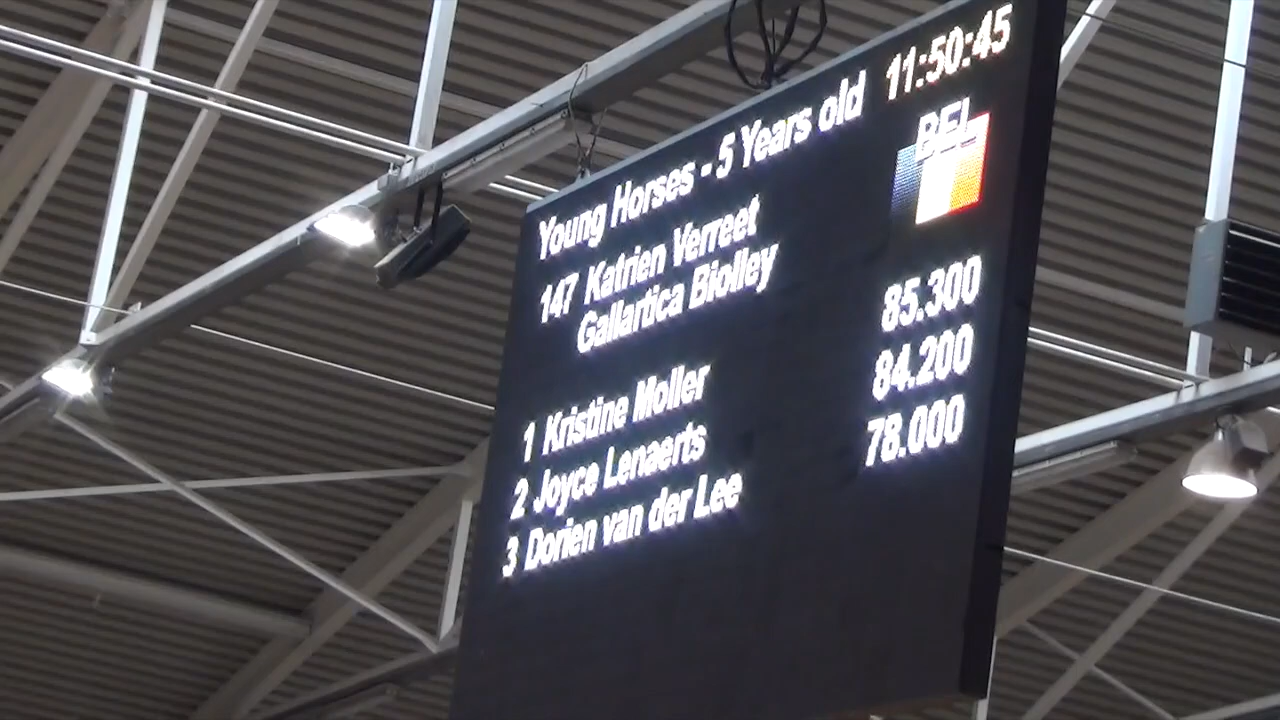 11:50:45
Young Horses - 5 Years old
BEL
147 Katrien Verreet
Gallartica Biolley
1 Kristine Moller 85.300
2 Joyce Lenaerts 84.200
3 Dorien van der Lee 78.000